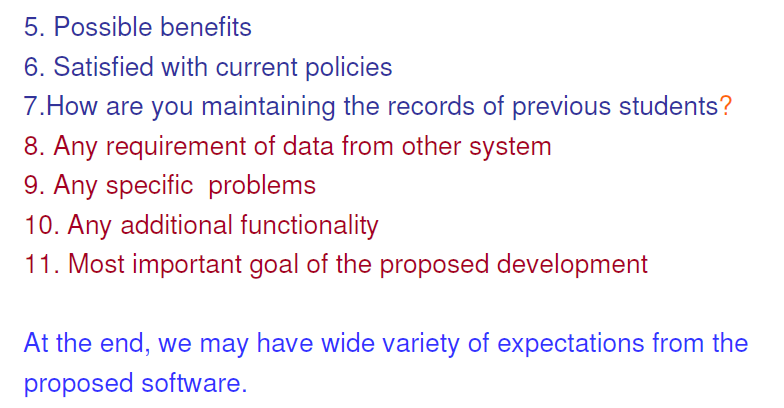 5. Possible benefits
6. Satisfied with current policies
7.How are you maintaining the records of previous students?
8. Any requirement of data from other system
9. Any specific  problems
10. Any additional functionality
11. Most important goal of the proposed development
At the end, we may have wide variety of expectations from the
proposed software.